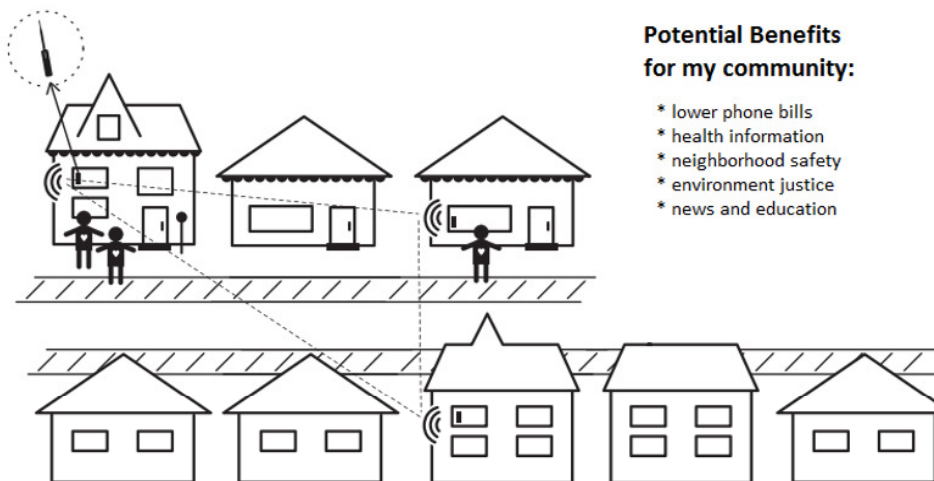 Potential Benefits
for my community:
* lower phone bills
* health information
* neighborhood safety
* environment justice
* news and education